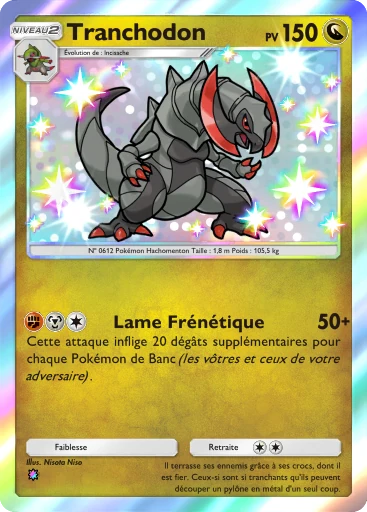 NIVEAU 2
Tranchodon
PV 150
Évolution de : Incisache
N° 0612 Pokémon Hachomenton Taille : 1,8 m Poids : 105,5 kg
Lame Frénétique 50+
Cette attaque inflige 20 dégâts supplémentaires pour
chaque Pokémon de Banc (les vôtres et ceux de votre
adversaire).
Faiblesse
Retraite
Illus. Nisota Niso
Il terrasse ses ennemis grâce à ses crocs, dont il
est fier. Ceux-si sont tranchants qu'ils peuvent
découper un pylône en métal d'un seul coup.